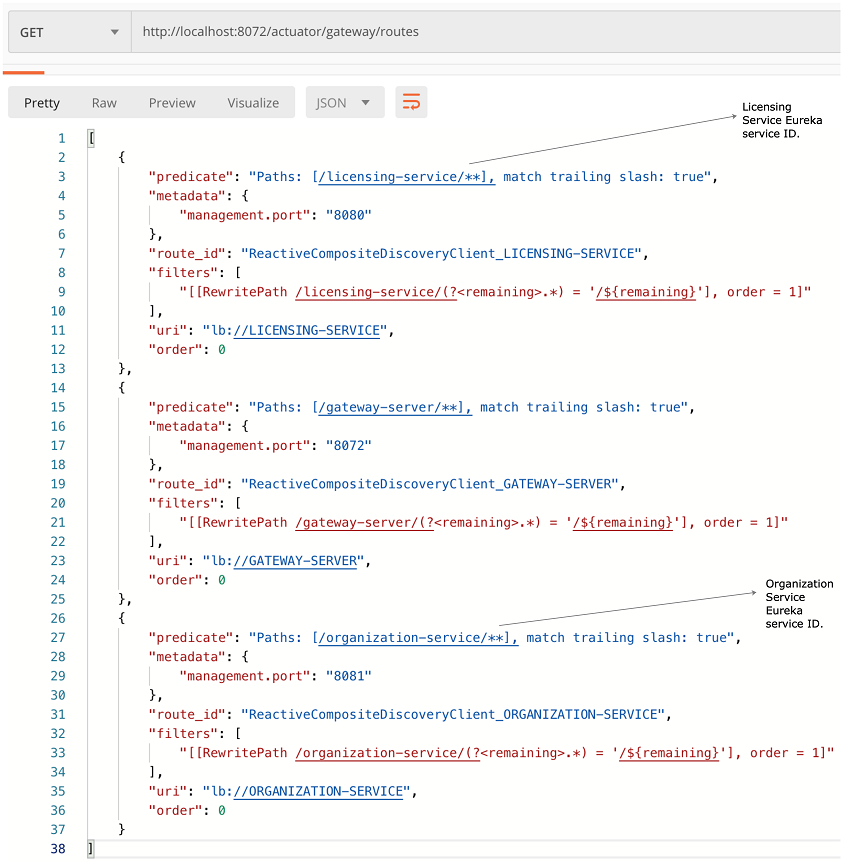 GET http://localhost:8072/actuator/gateway/routes
Pretty Raw Preview Visualize JSON
Licensing
Service Eureka
service ID.
1 [
2 {
3 "predicate": "Paths: [/licensing-service/**], match trailing slash: true",
4 "metadata": {
5 "management.port": "8080"
6 },
7 "route_id": "ReactiveCompositeDiscoveryClient_LICENSING-SERVICE",
8 "filters": [
9 "[[RewritePath /licensing-service/(?<remaining>.*) = '/${remaining}'], order = 1]"
10 ],
11 "uri": "lb://LICENSING-SERVICE",
12 "order": 0
13 },
14 {
15 "predicate": "Paths: [/gateway-server/**], match trailing slash: true",
16 "metadata": {
17 "management.port": "8072"
18 },
19 "route_id": "ReactiveCompositeDiscoveryClient_GATEWAY-SERVER",
20 "filters": [
21 "[[RewritePath /gateway-server/(?<remaining>.*) = '/${remaining}'], order = 1]"
22 ],
23 "uri": "lb://GATEWAY-SERVER",
24 "order": 0
25 },
26 {
Organization
Service
Eureka
service ID.
27 "predicate": "Paths: [/organization-service/**], match trailing slash: true",
28 "metadata": {
29 "management.port": "8081"
30 },
31 "route_id": "ReactiveCompositeDiscoveryClient_ORGANIZATION-SERVICE",
32 "filters": [
33 "[[RewritePath /organization-service/(?<remaining>.*) = '/${remaining}'], order = 1]"
34 ],
35 "uri": "lb://ORGANIZATION-SERVICE",
36 "order": 0
37 }
38 ]